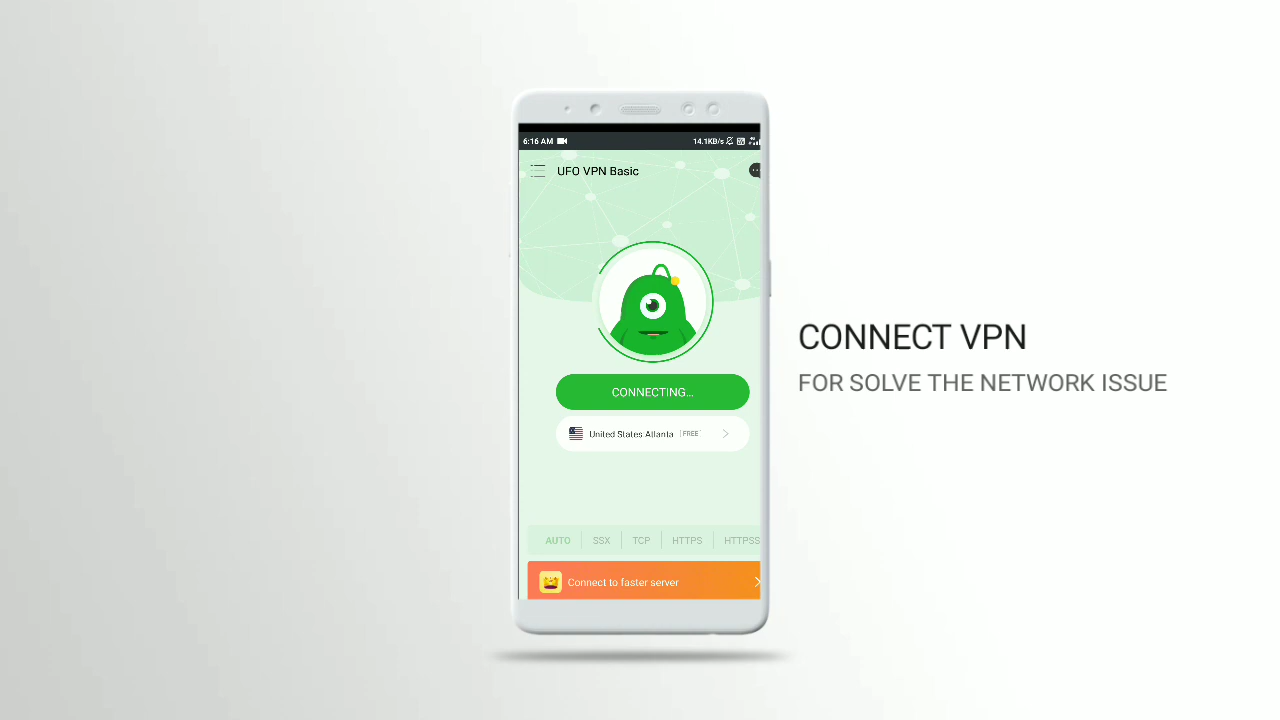 6:16 AM
14.1KB/s
UFO VPN Basic
CONNECTING...
United States Atlanta FREE
AUTO SSX TCP HTTPS HTTPSS
Connect to faster server
CONNECT VPN
FOR SOLVE THE NETWORK ISSUE